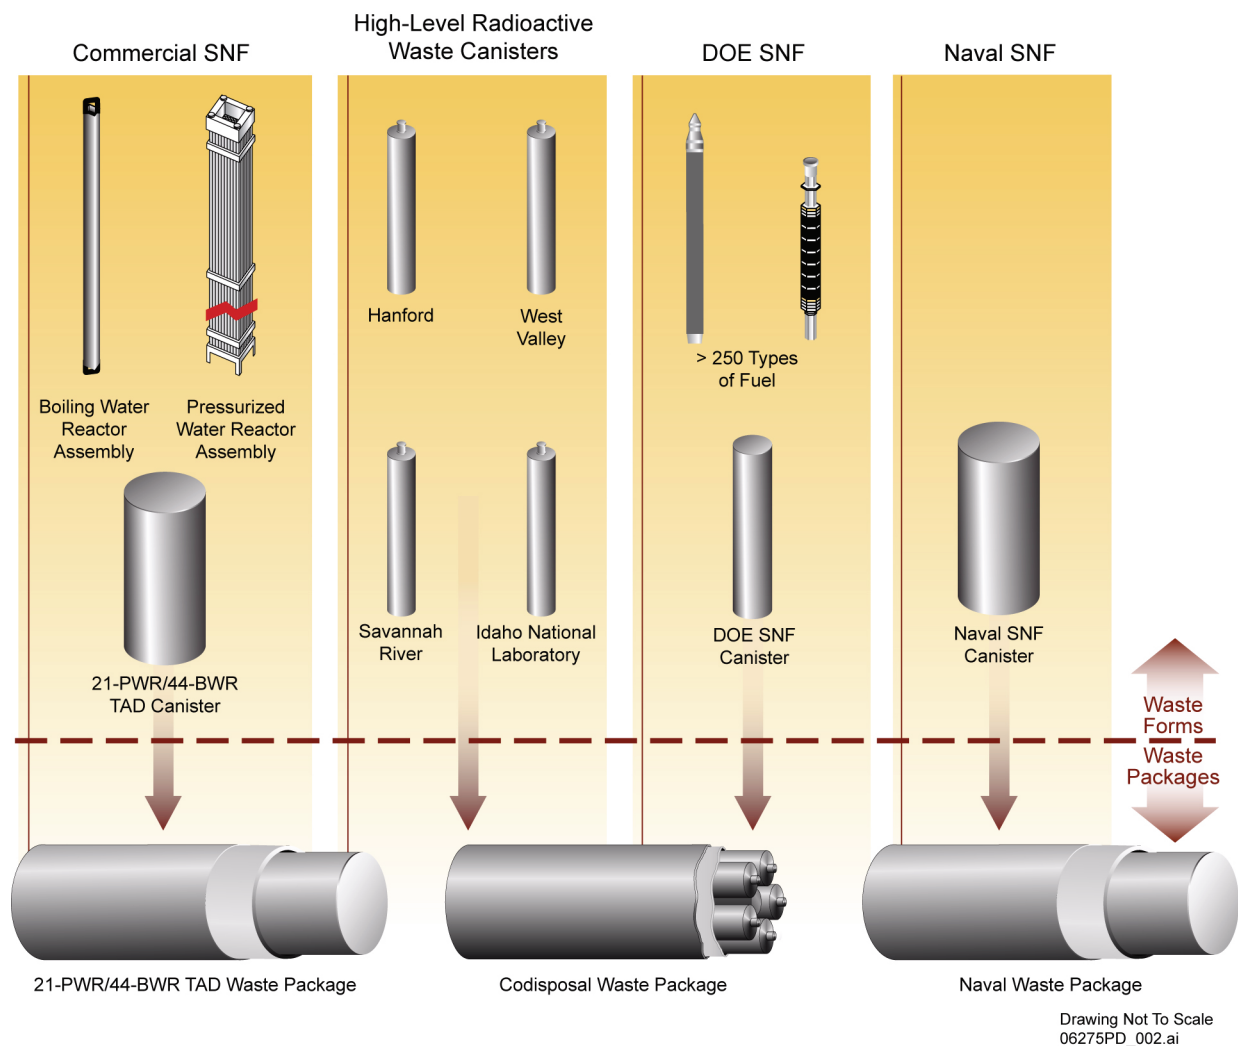 Commercial SNF
High-Level Radioactive
Waste Canisters
DOE SNF
Naval SNF
Boiling Water
Reactor
Assembly
Pressurized
Water Reactor
Assembly
Hanford
West
Valley
> 250 Types
of Fuel
21-PWR/44-BWR
TAD Canister
Savannah
River
Idaho National
Laboratory
DOE SNF
Canister
Naval SNF
Canister
Waste
Forms
Waste
Packages
21-PWR/44-BWR TAD Waste Package
Codisposal Waste Package
Naval Waste Package
Drawing Not To Scale
06275PD_002.ai